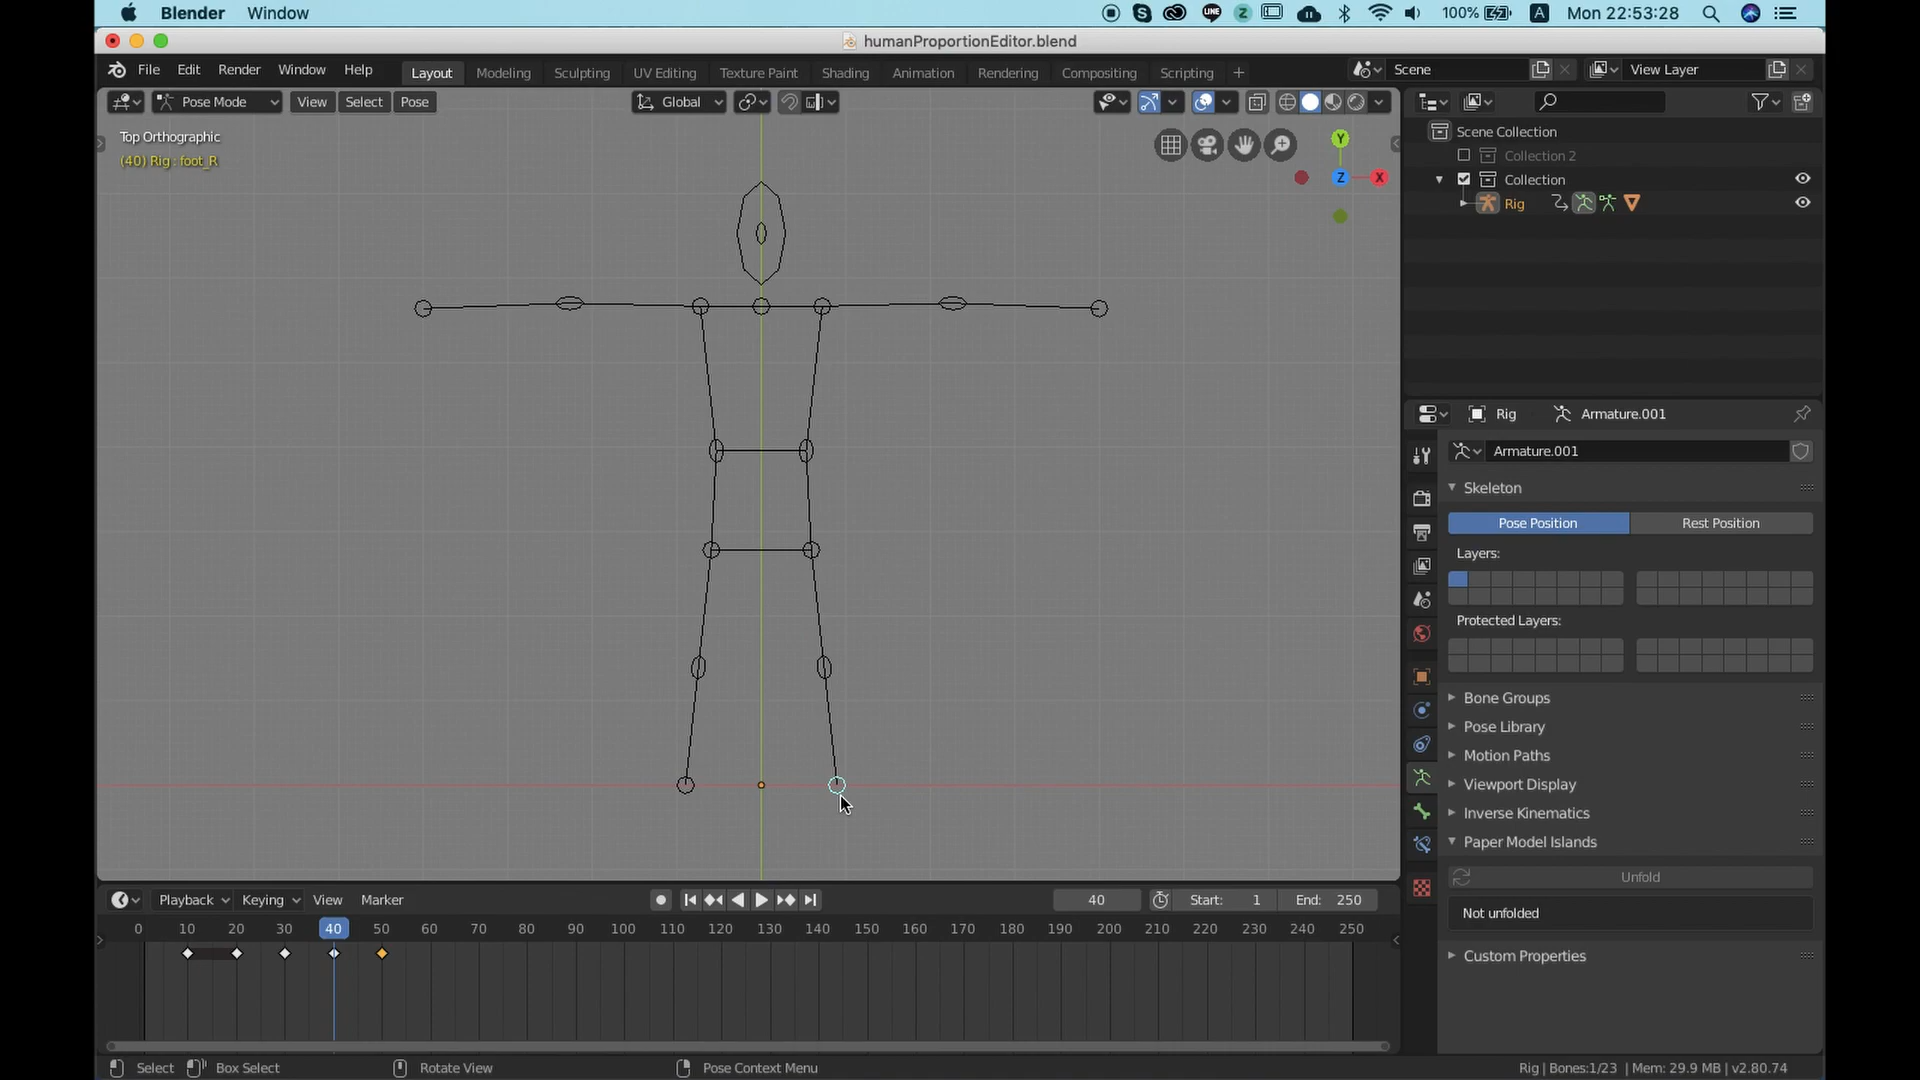 Blender Window 100% A Mon 22:53:28
humanProportionEditor.blend
File Edit Render Window Help Layout Modeling Sculpting UV Editing Texture Paint Shading Animation Rendering Compositing Scripting + Scene View Layer
Pose Mode View Select Pose Global
Top Orthographic
(40) Rig : foot_R
Y
Z
X
Scene Collection
Collection 2
Collection
Rig
Rig Armature.001
Armature.001
Skeleton
Pose Position Rest Position
Layers:
Protected Layers:
Bone Groups
Pose Library
Motion Paths
Viewport Display
Inverse Kinematics
Paper Model Islands
Unfold
Not unfolded
Custom Properties
Playback Keying View Marker 40 Start: 1 End: 250
0 10 20 30 40 50 60 70 80 90 100 110 120 130 140 150 160 170 180 190 200 210 220 230 240 250
Select Box Select Rotate View Pose Context Menu Rig | Bones:1/23 | Mem: 29.9 MB | v2.80.74